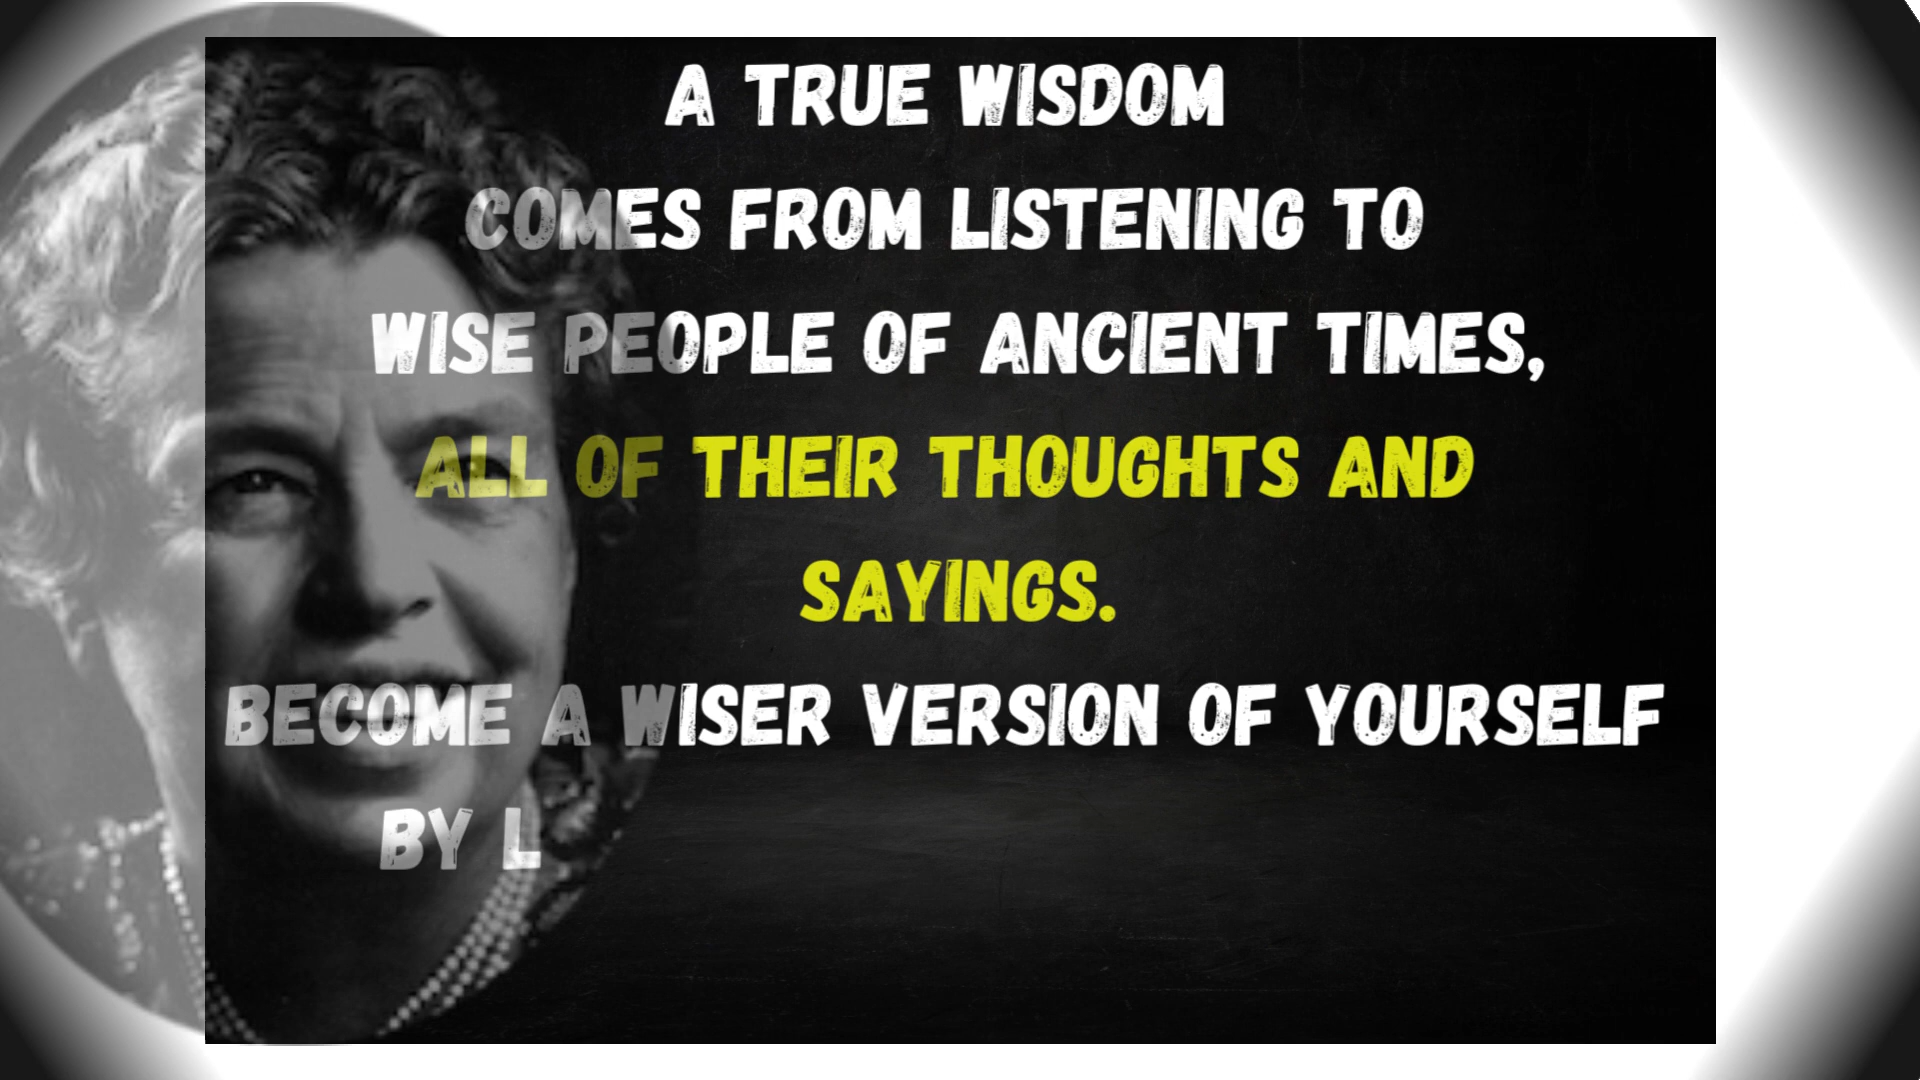 A TRUE WISDOM
COMES FROM LISTENING TO
WISE PEOPLE OF ANCIENT TIMES,
ALL OF THEIR THOUGHTS AND
SAYINGS.
BECOME A WISER VERSION OF YOURSELF
BY L